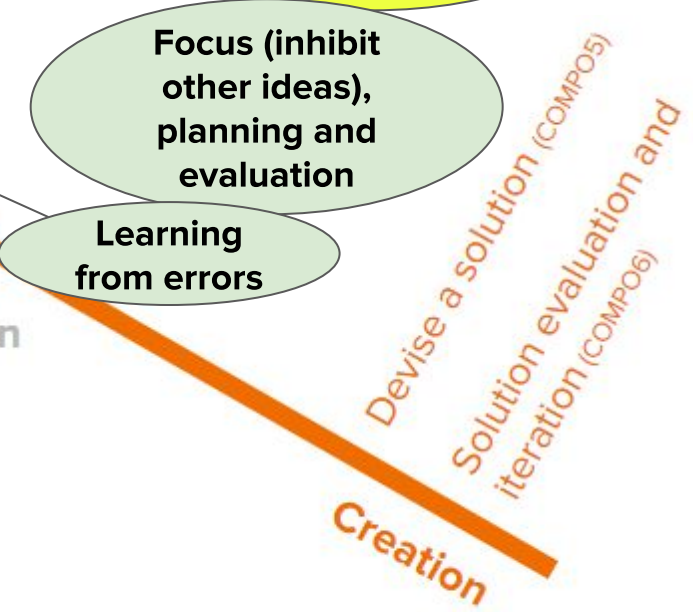 Focus (inhibit
other ideas),
planning and
evaluation
Learning
from errors
n
Devise a solution (COMPO5)
Solution evaluation and
iteration (COMPO6)
Creation